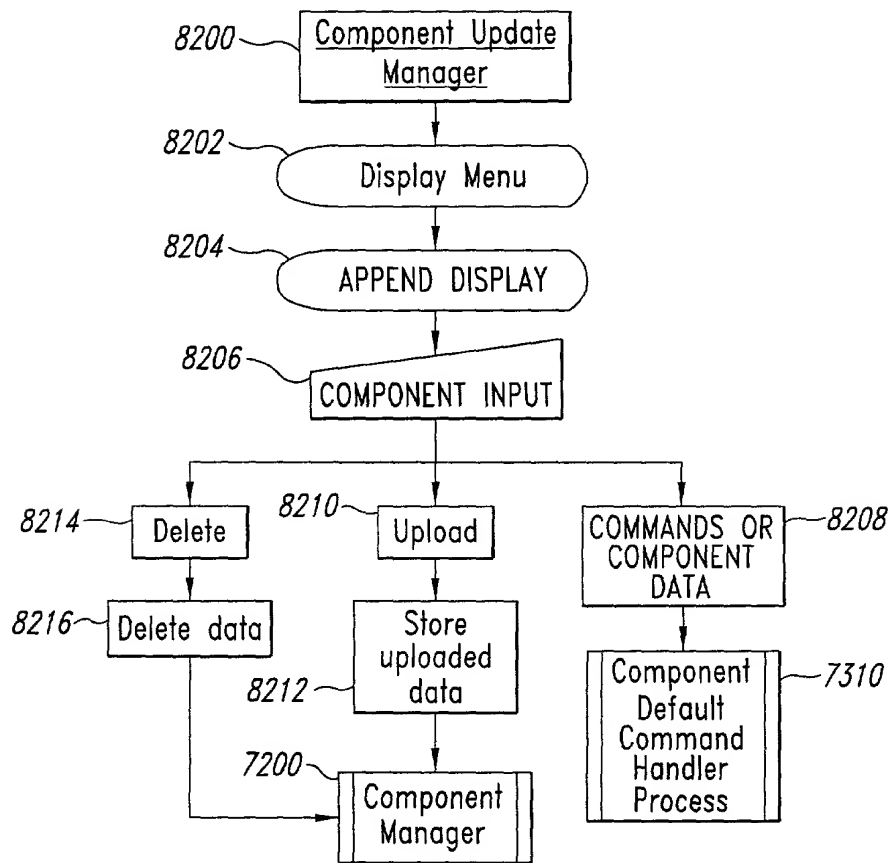 8200
Component Update
Manager
8202
Display Menu
8204
APPEND DISPLAY
8206
COMPONENT INPUT
8214
Delete
8210
Upload
COMMANDS OR
COMPONENT
DATA
8208
8216
Delete data
Store
uploaded
data
8212
Component
Default
Command
Handler
Process
7310
7200
Component
Manager